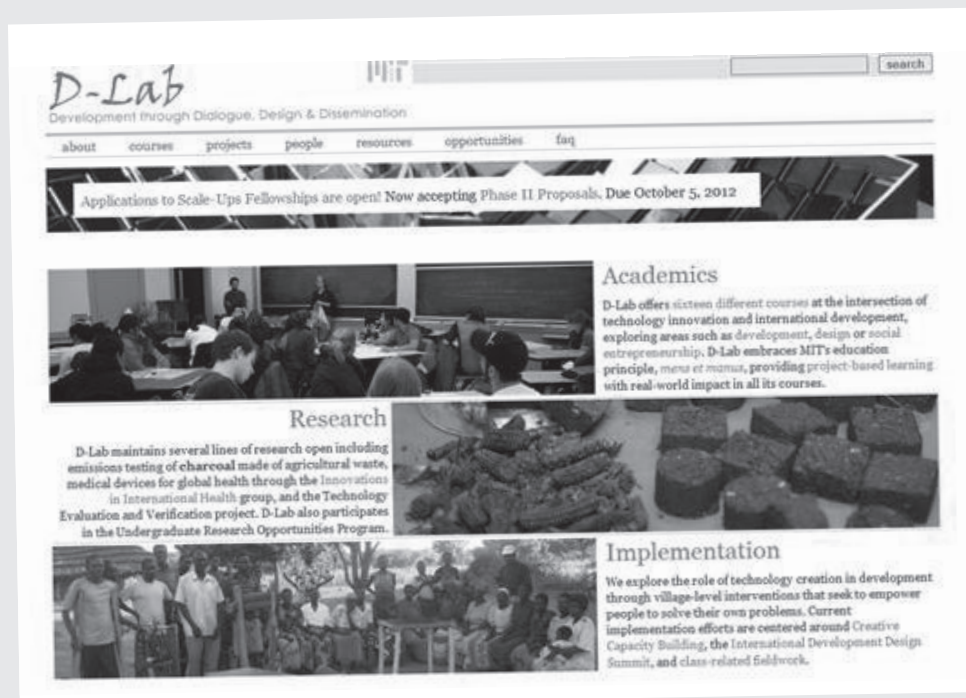 D-Lab
MIT
search
Development through Dialogue, Design & Dissemination
about courses projects people resources opportunities faq
Applications to Scale-Ups Fellowships are open! Now accepting Phase II Proposals, Due October 5, 2012
Academics
D-Lab offers sixteen different courses at the intersection of
technology innovation and international development,
exploring areas such as development, design or social
entrepreneurship. D-Lab embraces MIT's education
principle, mens et manus, providing project-based learning
with real-world impact in all its courses.
Research
D-Lab maintains several lines of research open including
emissions testing of charcoal made of agricultural waste,
medical devices for global health through the Innovations
in International Health group, and the Technology
Evaluation and Verification project. D-Lab also participates
in the Undergraduate Research Opportunities Program.
Implementation
We explore the role of technology creation in development
through village-level interventions that seek to empower
people to solve their own problems. Current
implementation efforts are centered around Creative
Capacity Building, the International Development Design
Summit, and class-related fieldwork.